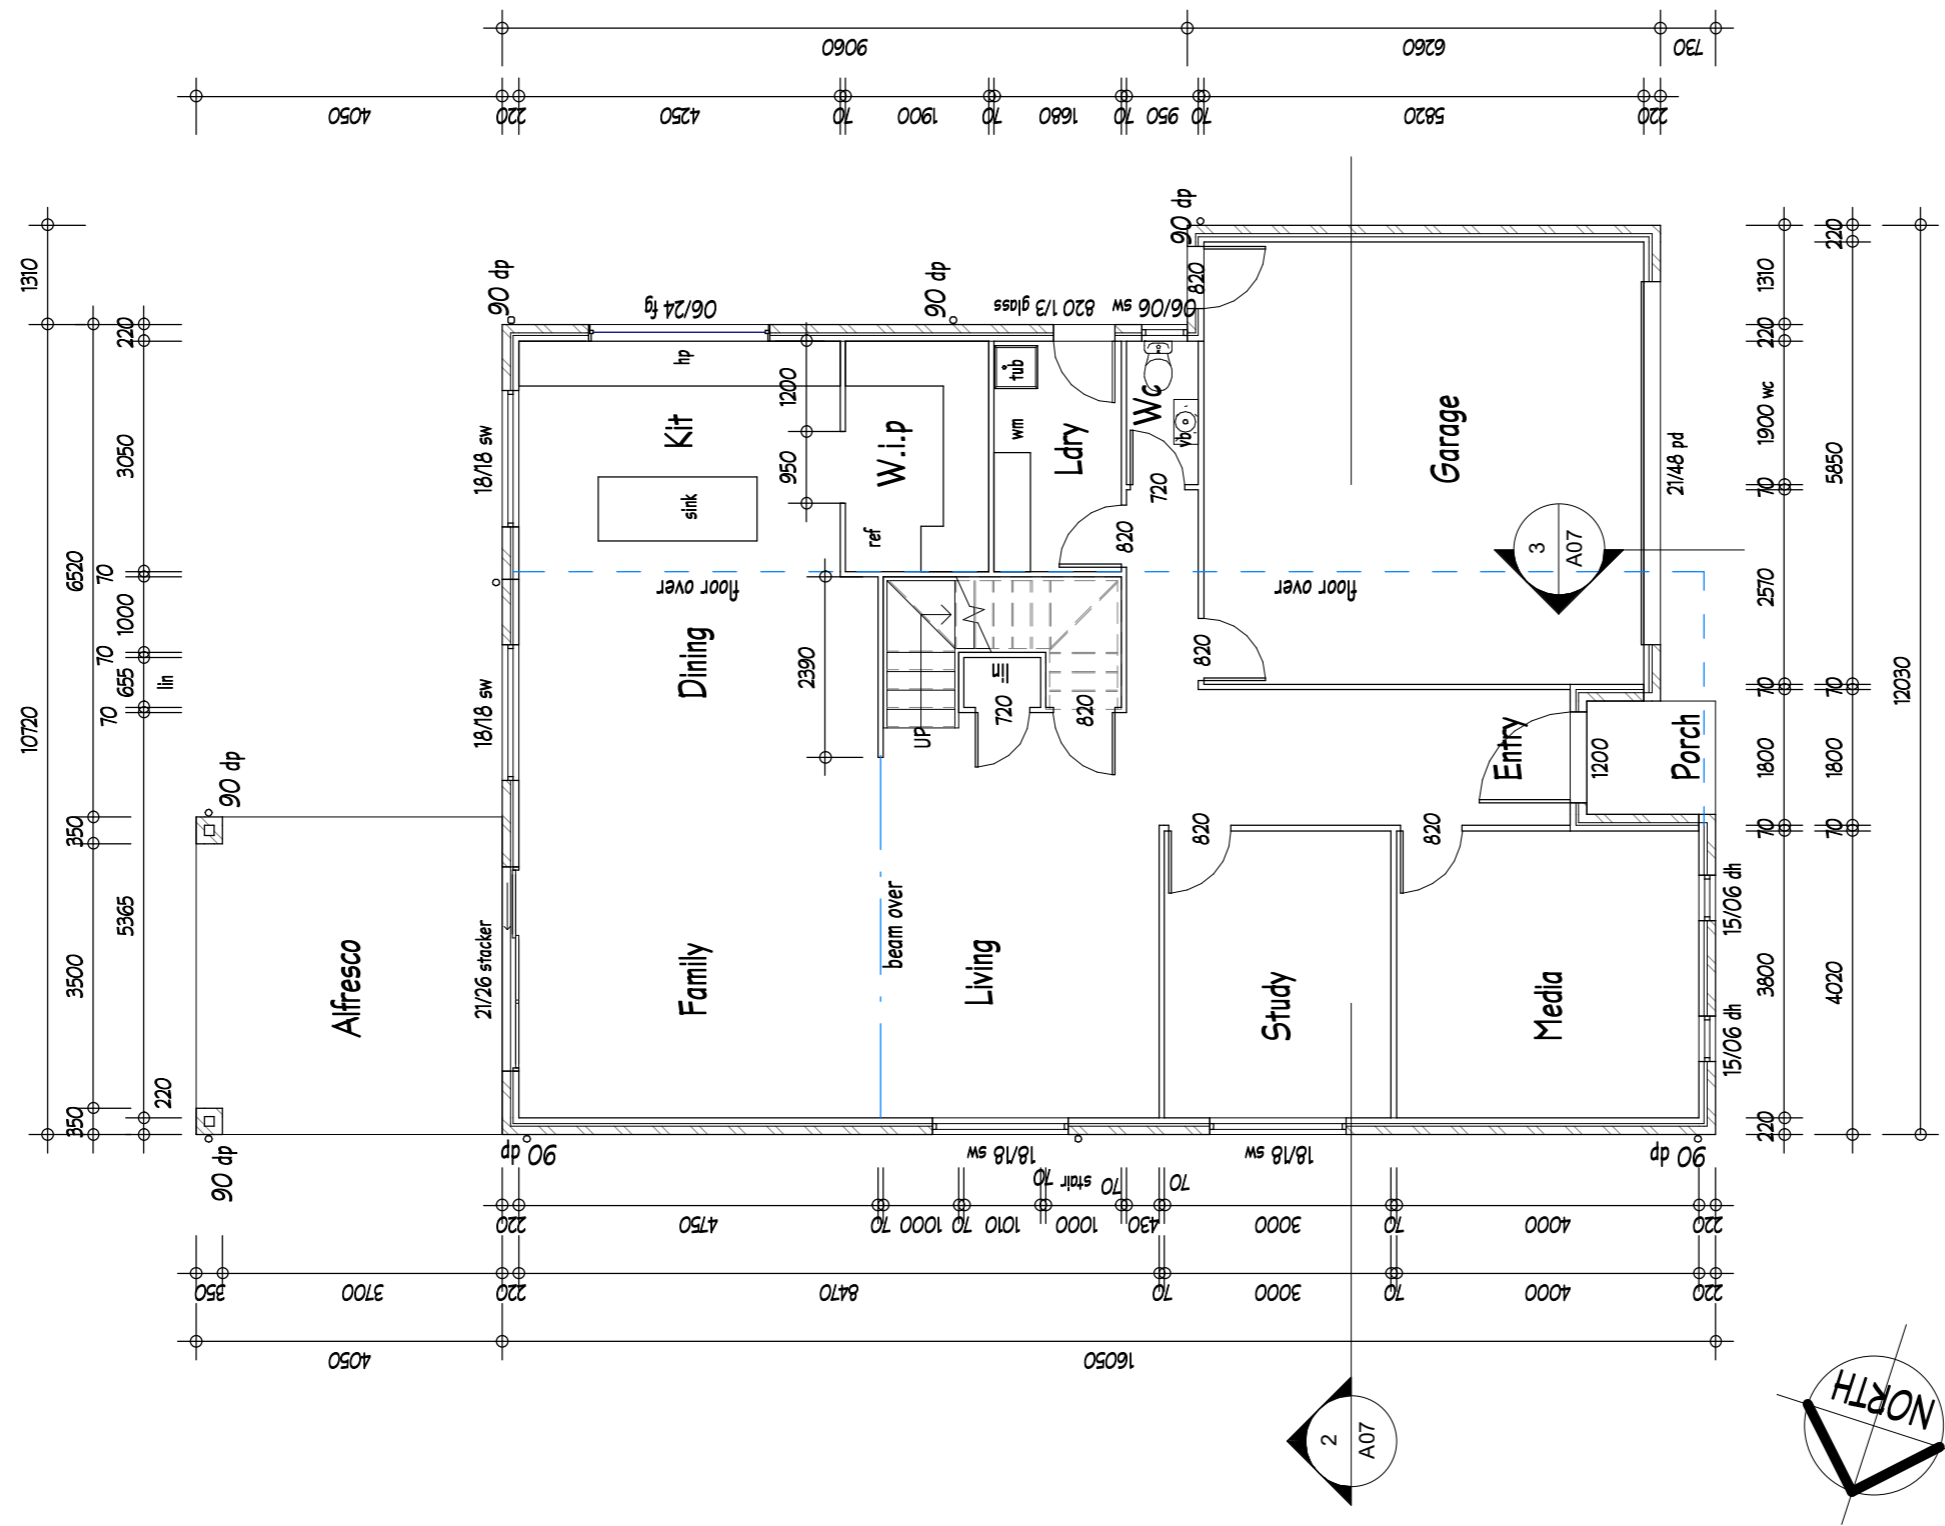 9060
6260
730
4050
220
4250
70
1900
70
1680
70
950
70
5820
220
1310
10720
6520
350
3500
350
220
3050
70
1000
70
655
lin
70
5365
220
90 dp
06/24 fg
90 dp
820 1/3 glass
06/06 sw
90 dp
820
18/18 sw
hp
1200
tub
Kit
950
W.i.p
wm
Ldry
Wc
vb
Garage
21/48 pd
sink
ref
720
820
3
A07
floor over
floor over
18/18 sw
Dining
2390
lin
UP
720
820
820
Entry
1200
Porch
90 dp
820
820
beam over
21/26 stacker
Alfresco
Family
Living
Study
Media
15/06 dh
15/06 dh
90 dp
90 dp
18/18 sw
18/18 sw
90 dp
220
1310
220
1900 wc
70
2570
70
1800
70
3800
220
5850
70
1800
70
4020
12030
70
stair
70
70
220
4750
70
1000
70
1010
1000
430
3000
70
4000
220
350
3700
220
8470
70
3000
70
4000
220
4050
16050
2
A07
NORTH